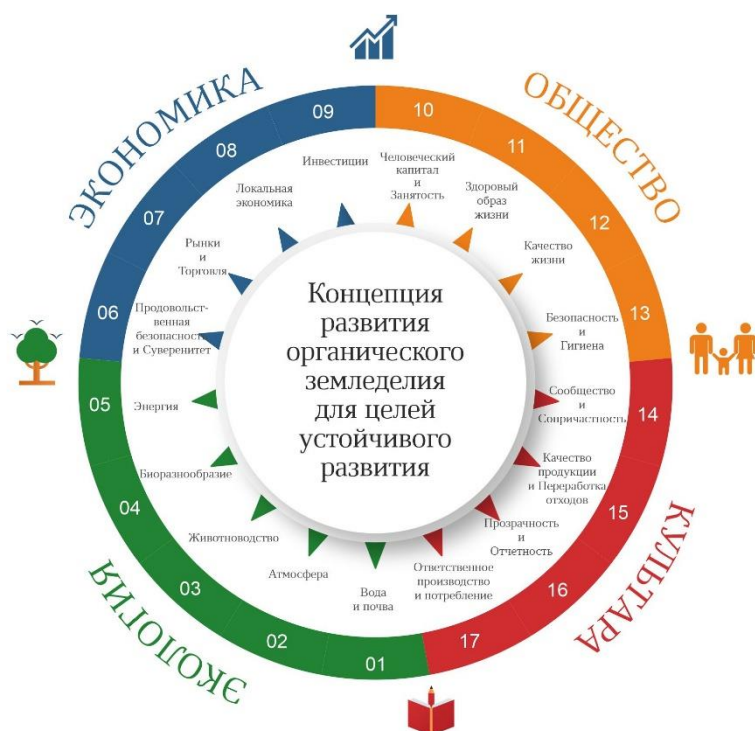 ЭКОНОМИКА
ОБЩЕСТВО
КУЛЬТАРА
ЭКОЛОГИЯ
Концепция
развития
органического
земледелия
для целей
устойчивого
развития
01
Вода
и почва
02
Атмосфера
03
Животноводство
04
Биоразнообразие
05
Энергия
06
Продовольст-
венная
безопасность
и Суверенитет
07
Рынки
и
Торговля
08
Локальная
экономика
09
Инвестиции
10
Человеческий
капитал
и
Занятость
11
Здоровый
образ
жизни
12
Качество
жизни
13
Безопасность
и
Гигиена
14
Сообщество
и
Сопричастность
15
Качество
продукции
и Переработка
отходов
16
Прозрачность
и
Отчетность
17
Ответственное
производство
и потребление